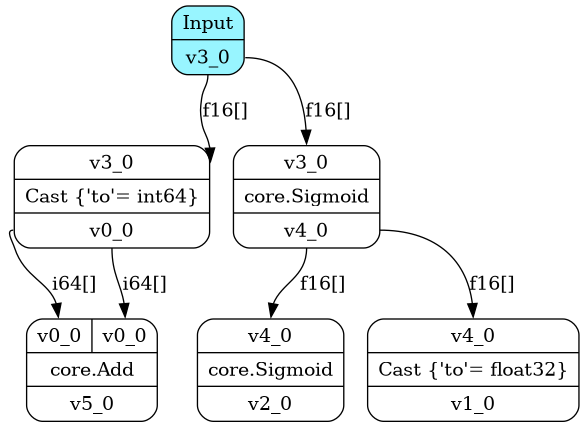 Input
v3_0
f16[]
f16[]
v3_0
Cast {'to'= int64}
v0_0
v3_0
core.Sigmoid
v4_0
i64[]
i64[]
f16[]
f16[]
v0_0
v0_0
core.Add
v5_0
v4_0
core.Sigmoid
v2_0
v4_0
Cast {'to'= float32}
v1_0